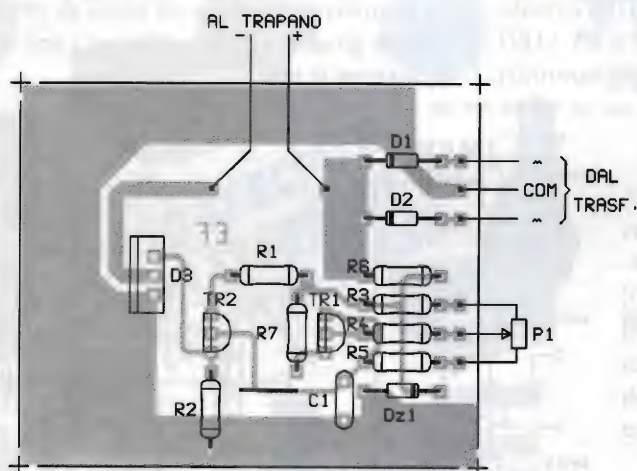 AL TRAPANO
- +
D1
~
COM
DAL
TRASF.
D2
~
R1
R6
D3
R3
TR2
TR1
R7
R4
P1
R5
R2
C1
Dz1